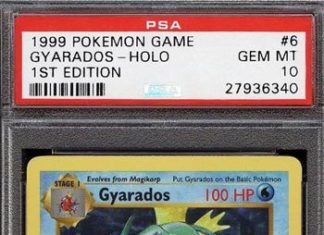 PSA
1999 POKEMON GAME #6
GYARADOS - HOLO GEM MT
1ST EDITION 10
27936340
Evolves from Magikarp Put Gyarados on the Basic Pokémon
STAGE 1
Gyarados 100 HP